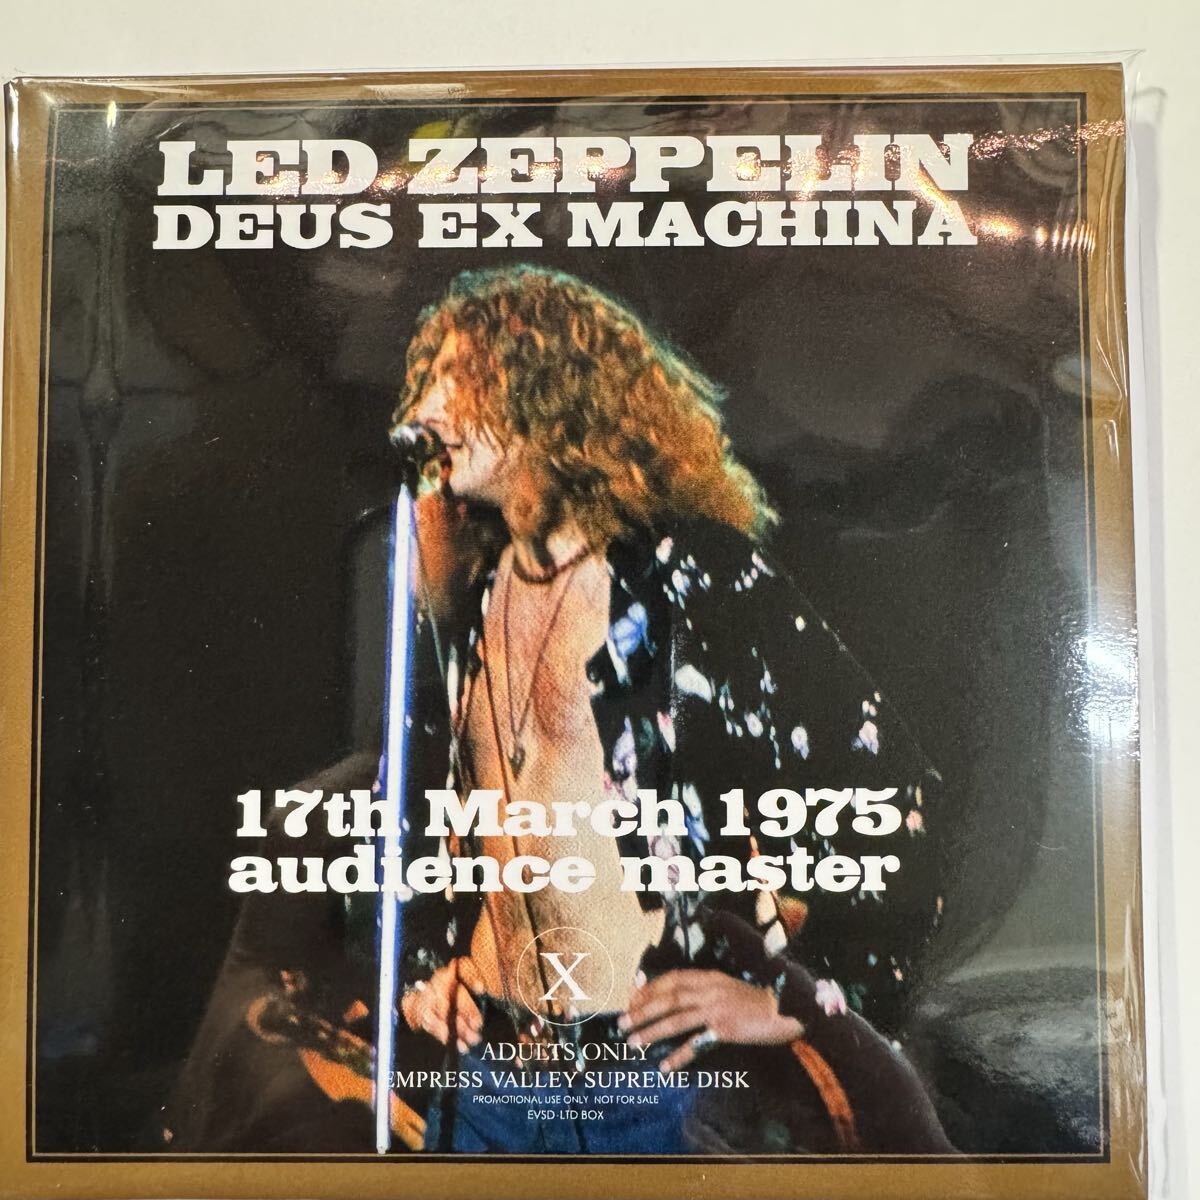 LED ZEPPELIN
DEUS EX MACHINA
17th March 1975
audience master
X
ADULTS ONLY
EMPRESS VALLEY SUPREME DISK
PROMOTIONAL USE ONLY NOT FOR SALE
EVSD-LTD BOX